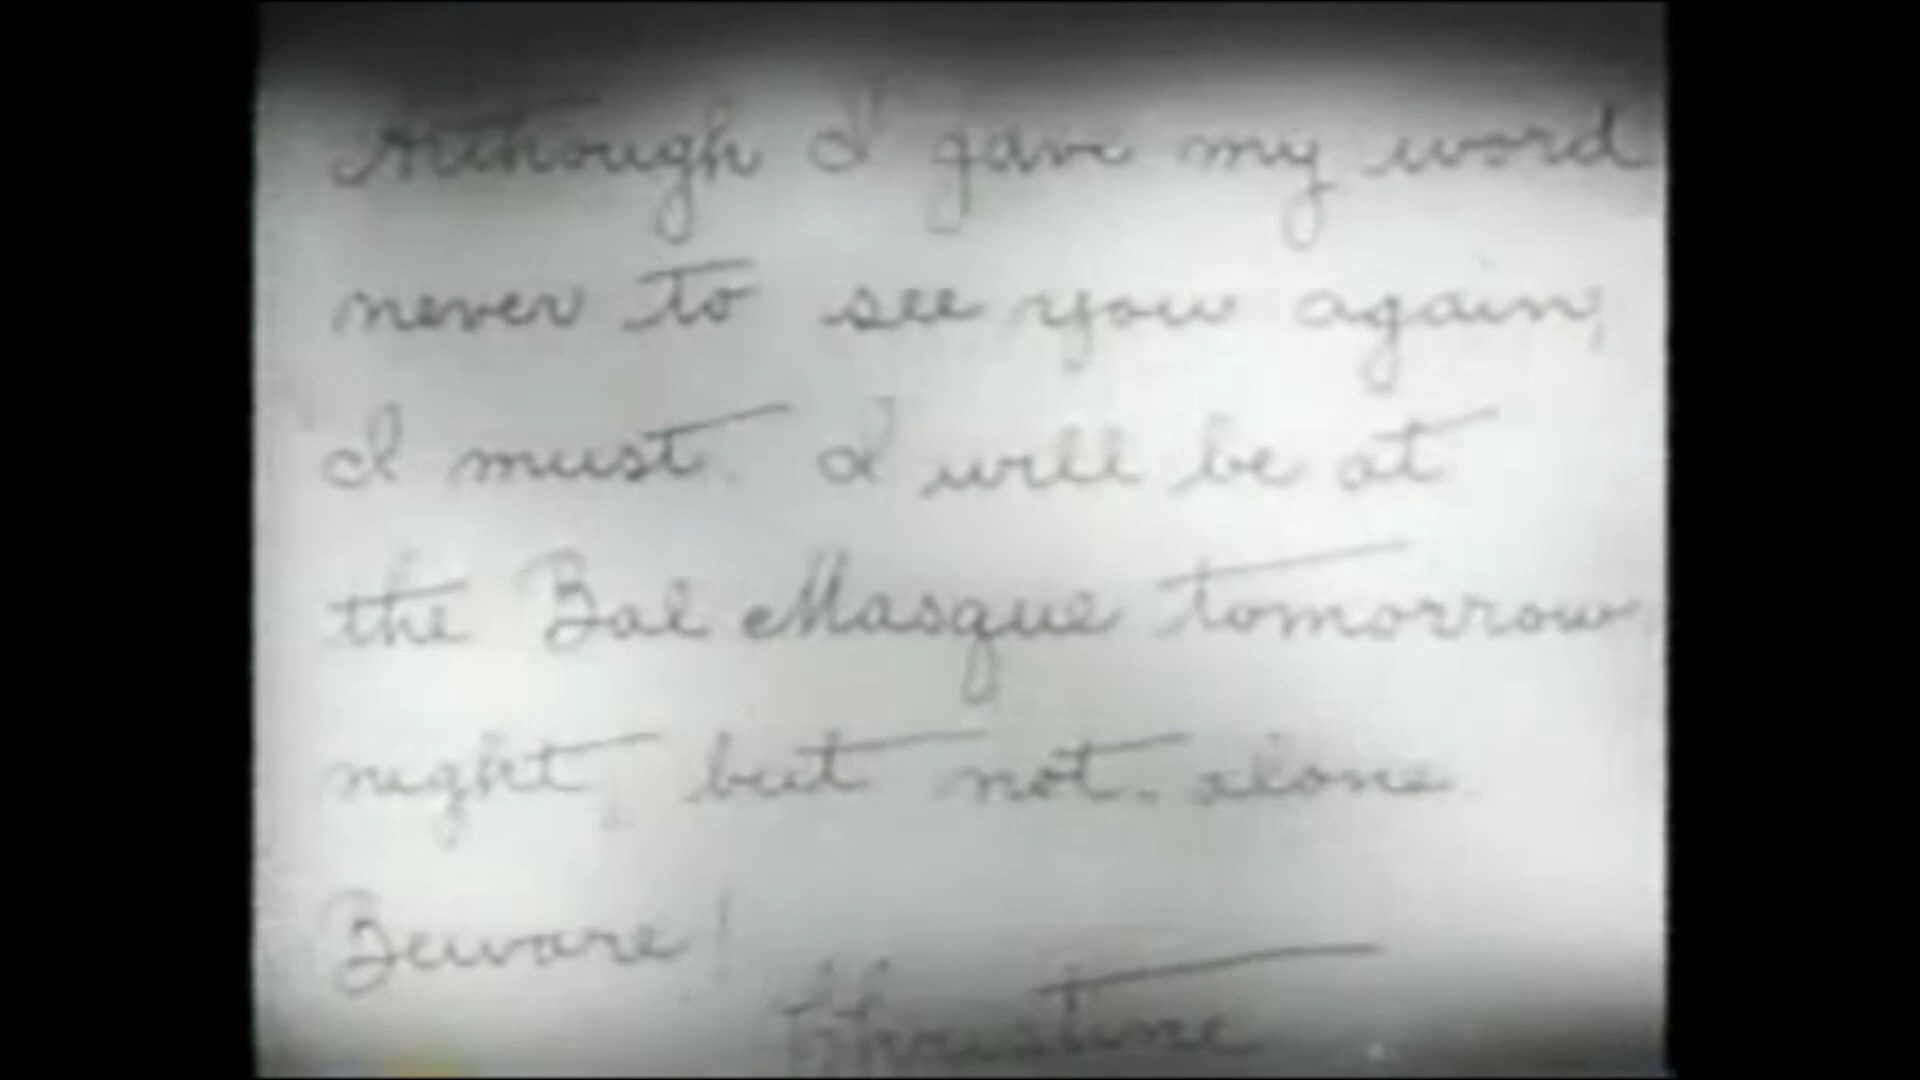 Although I gave my word
never to see you again,
I must. I will be at
the Bal Masque tomorrow
night, but not alone.
Beware!
Christine